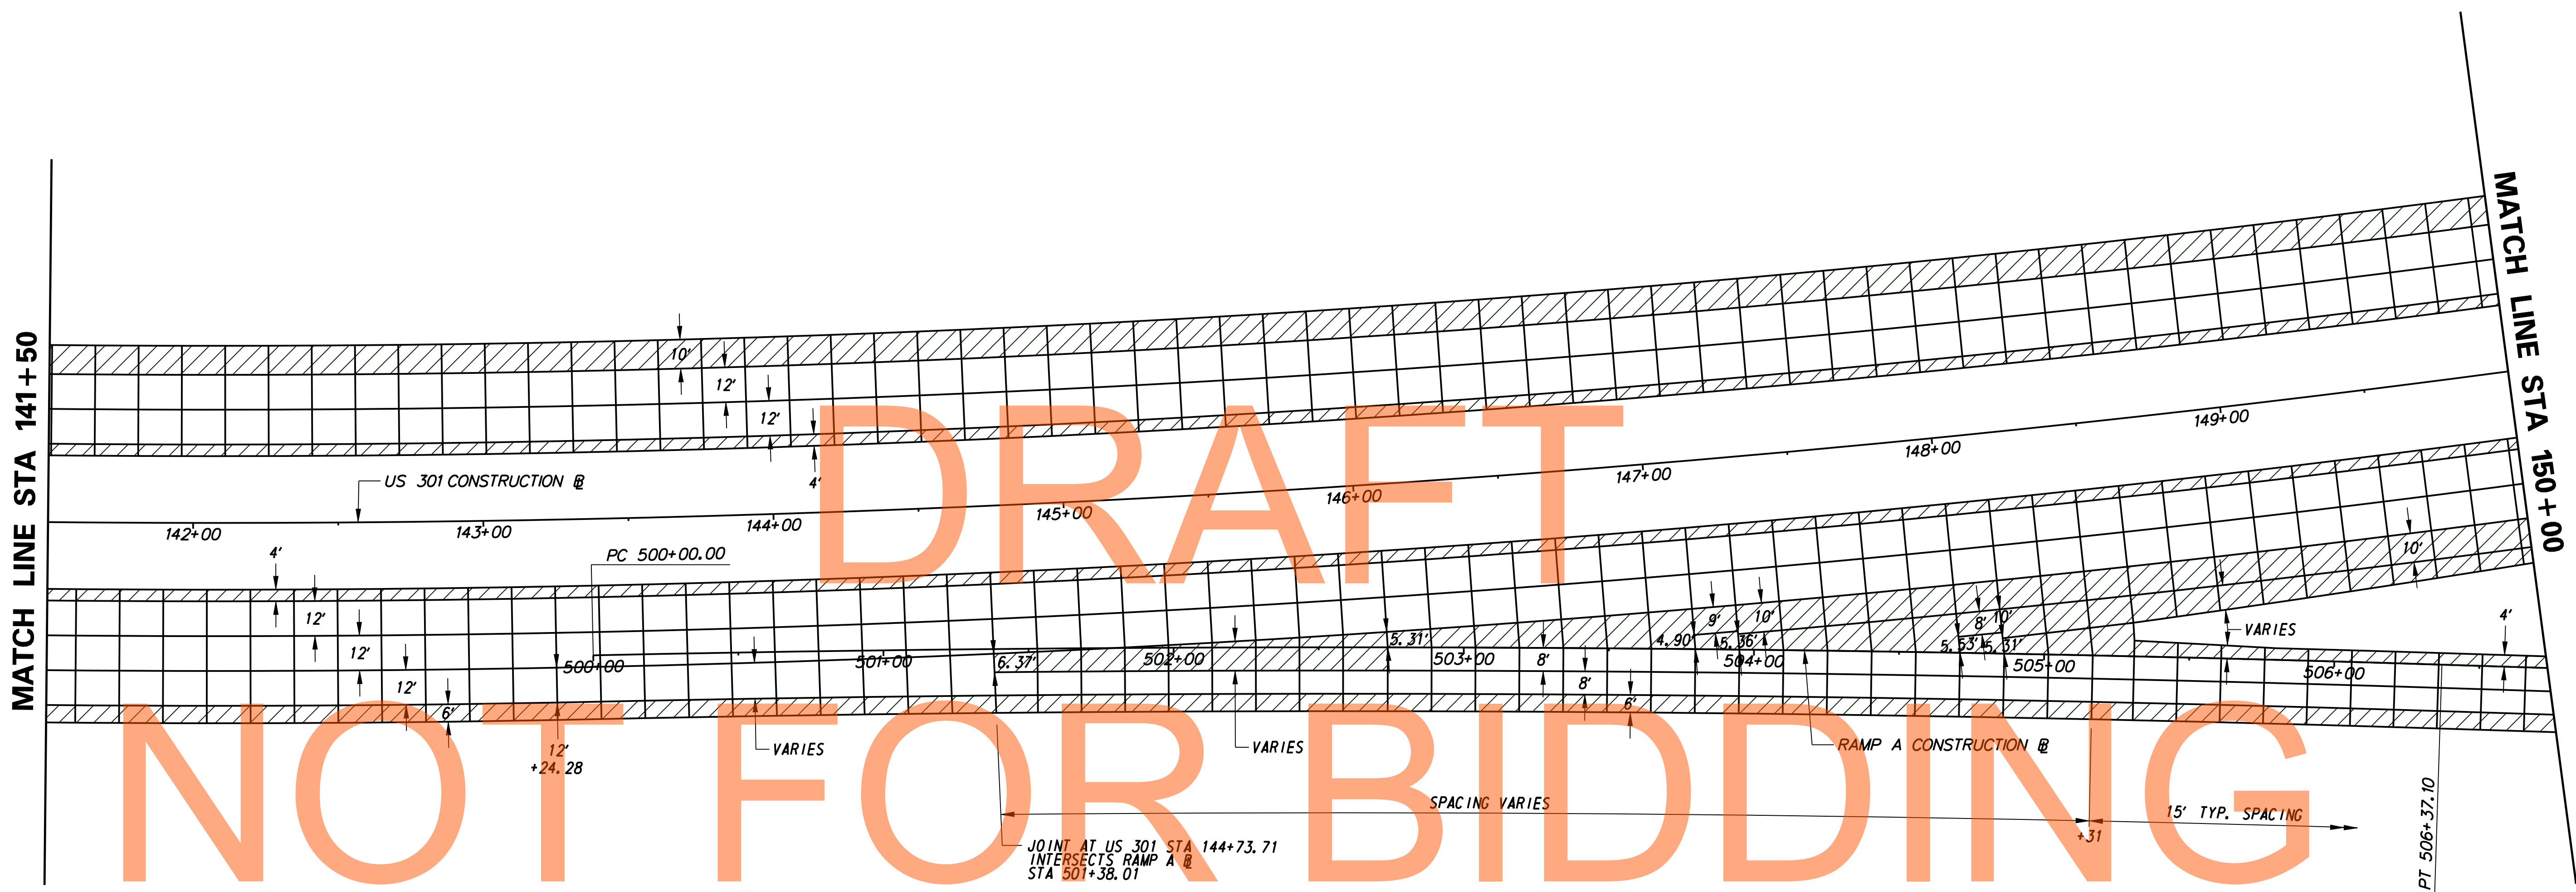 MATCH LINE STA 141+50
MATCH LINE STA 150+00
10'
12'
12'
4'
US 301 CONSTRUCTION ℄
142+00
143+00
144+00
145+00
146+00
147+00
148+00
149+00
DRAFT
PC 500+00.00
4'
12'
12'
12'
6'
12'
+24.28
500+00
501+00
502+00
503+00
504+00
505+00
506+00
6.37'
5.31'
8'
8'
6'
4.90'
9'
5.36'
10'
5.53'
8'
5.31'
10'
10'
4'
VARIES
VARIES
VARIES
RAMP A CONSTRUCTION ℄
NOT FOR BIDDING
SPACING VARIES
+31
15' TYP. SPACING
PT 506+37.10
JOINT AT US 301 STA 144+73.71
INTERSECTS RAMP A ℄
STA 501+38.01